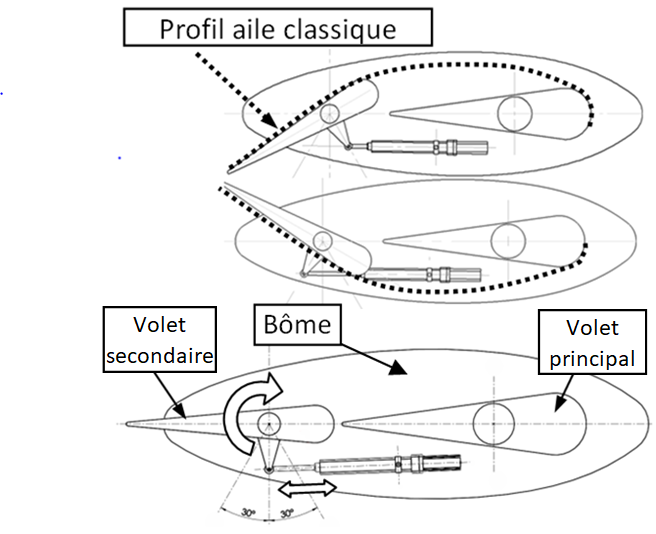 Profil aile classique
Volet
secondaire
Bôme
Volet
principal
30° 30°